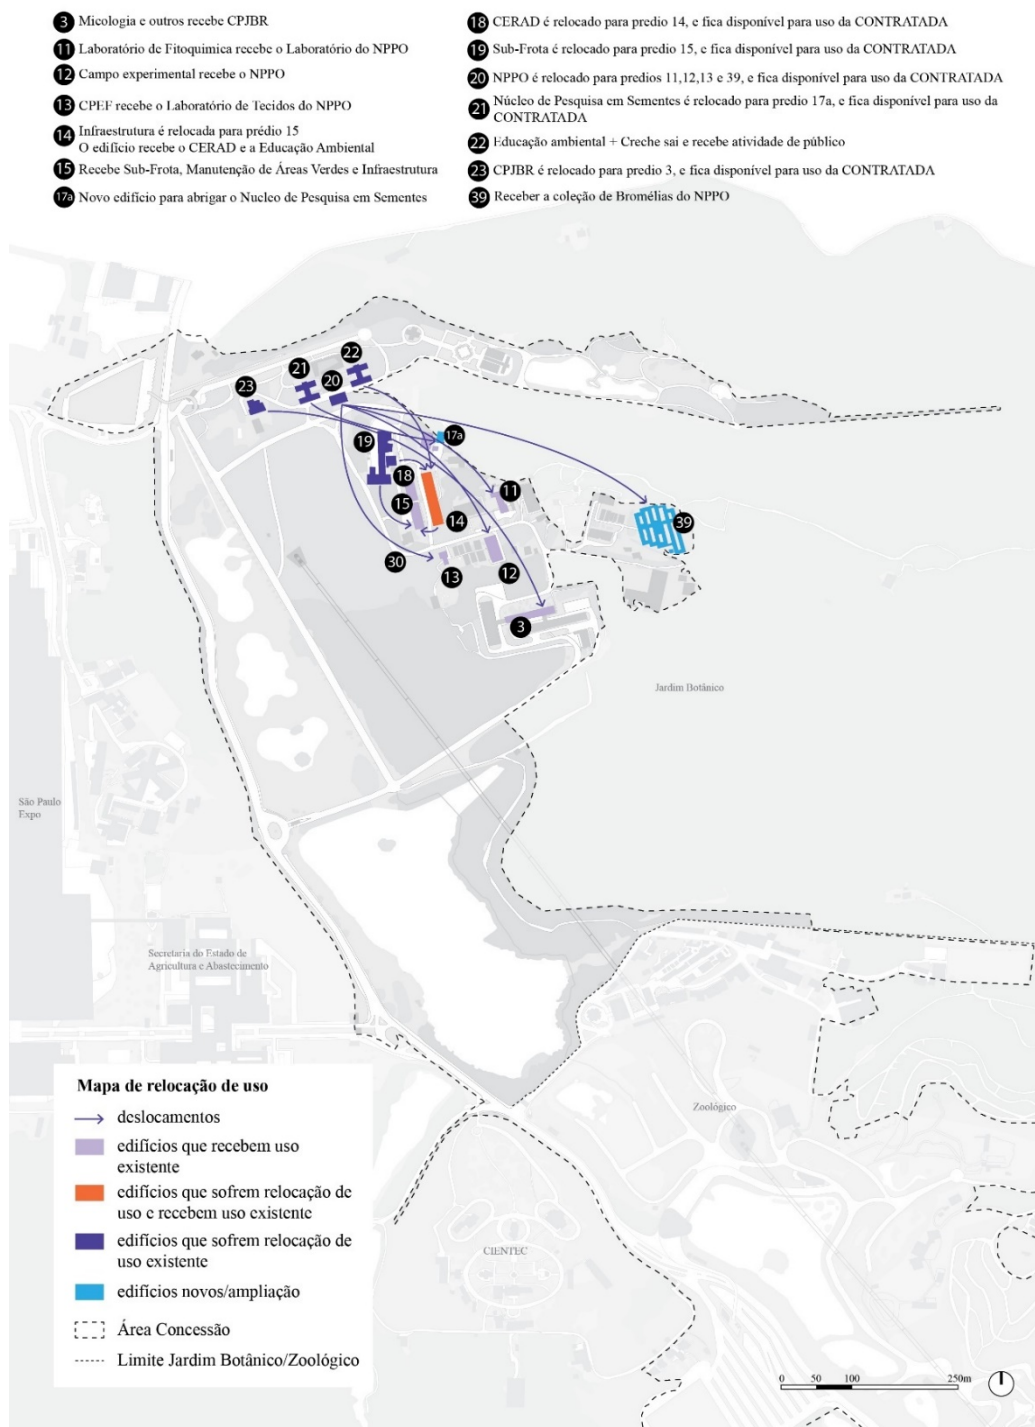 3 Micologia e outros recebe CPJBR
11 Laboratório de Fitoquimica recebe o Laboratório do NPPO
12 Campo experimental recebe o NPPO
13 CPEF recebe o Laboratório de Tecidos do NPPO
14 Infraestrutura é relocada para prédio 15
O edifício recebe o CERAD e a Educação Ambiental
15 Recebe Sub-Frota, Manutenção de Áreas Verdes e Infraestrutura
17a Novo edifício para abrigar o Nucleo de Pesquisa em Sementes
18 CERAD é relocado para predio 14, e fica disponível para uso da CONTRATADA
19 Sub-Frota é relocado para predio 15, e fica disponível para uso da CONTRATADA
20 NPPO é relocado para predios 11,12,13 e 39, e fica disponível para uso da CONTRATADA
21 Núcleo de Pesquisa em Sementes é relocado para predio 17a, e fica disponível para uso da
CONTRATADA
22 Educação ambiental + Creche sai e recebe atividade de público
23 CPJBR é relocado para predio 3, e fica disponível para uso da CONTRATADA
39 Receber a coleção de Bromélias do NPPO
22
21
20
23
19
17a
18
11
15
14
39
30
13
12
3
Jardim Botânico
São Paulo
Expo
Secretaria do Estado de
Agricultura e Abastecimento
Zoológico
CIENTEC
Mapa de relocação de uso
deslocamentos
edifícios que recebem uso
existente
edifícios que sofrem relocação de
uso e recebem uso existente
edifícios que sofrem relocação de
uso existente
edifícios novos/ampliação
Área Concessão
Limite Jardim Botânico/Zoológico
0 50 100 250m